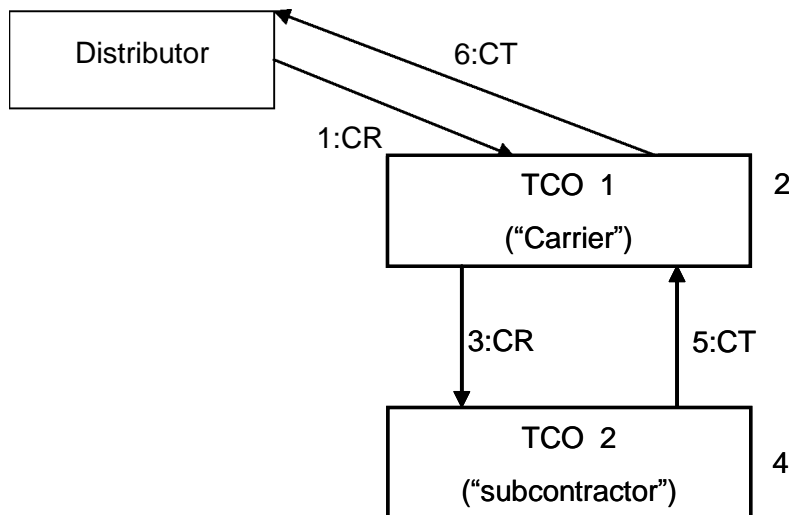 Distributor
6:CT
1:CR
TCO 1
(“Carrier”)
2
3:CR
5:CT
TCO 2
(“subcontractor”)
4